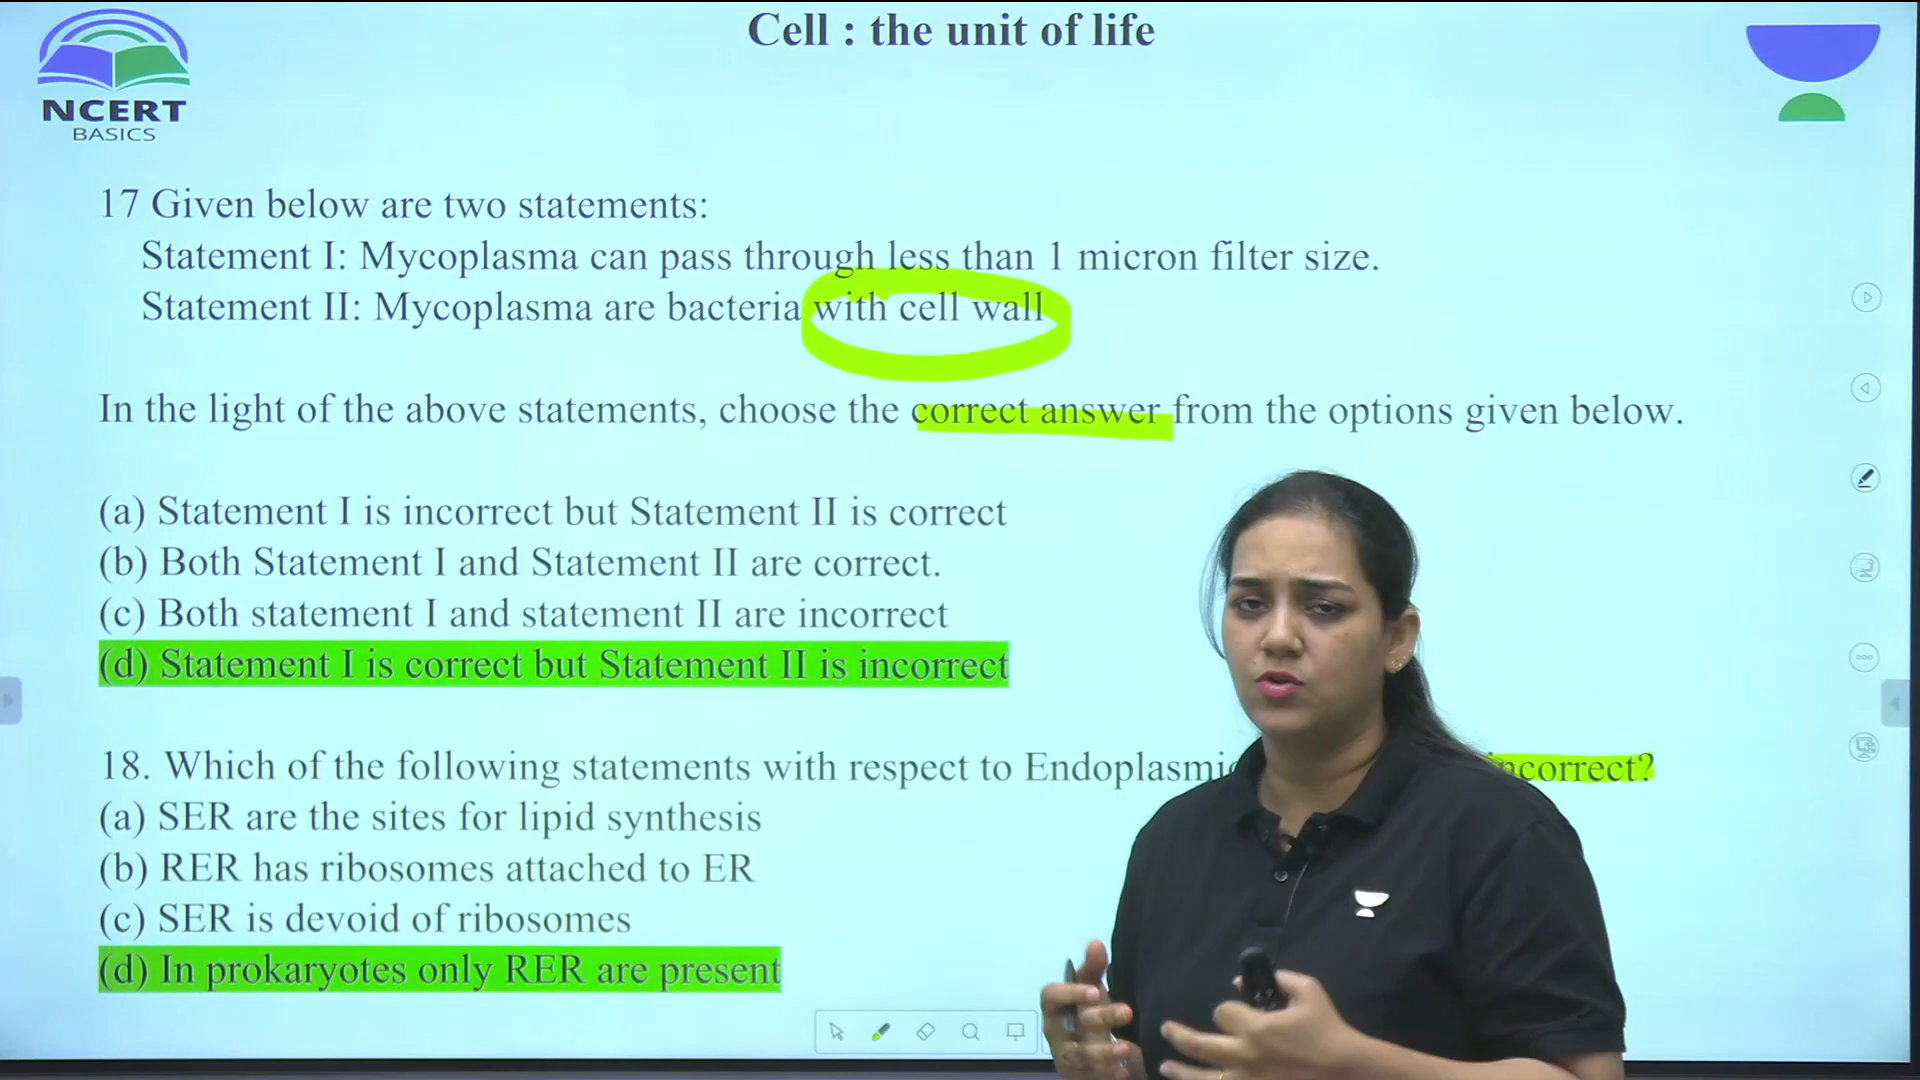 Cell : the unit of life
NCERT
BASICS
17 Given below are two statements:
Statement I: Mycoplasma can pass through less than 1 micron filter size.
Statement II: Mycoplasma are bacteria with cell wall
In the light of the above statements, choose the correct answer from the options given below.
(a) Statement I is incorrect but Statement II is correct
(b) Both Statement I and Statement II are correct.
(c) Both statement I and statement II are incorrect
(d) Statement I is correct but Statement II is incorrect
18. Which of the following statements with respect to Endoplasmic incorrect?
(a) SER are the sites for lipid synthesis
(b) RER has ribosomes attached to ER
(c) SER is devoid of ribosomes
(d) In prokaryotes only RER are present